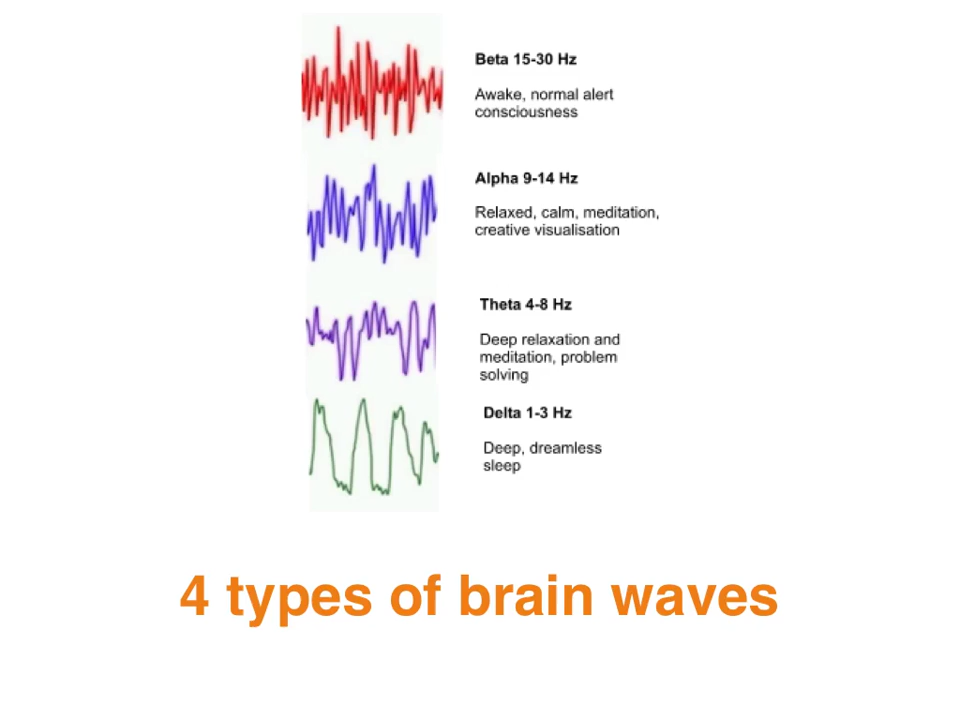 Beta 15-30 Hz
Awake, normal alert
consciousness
Alpha 9-14 Hz
Relaxed, calm, meditation,
creative visualisation
Theta 4-8 Hz
Deep relaxation and
meditation, problem
solving
Delta 1-3 Hz
Deep, dreamless
sleep
4 types of brain waves